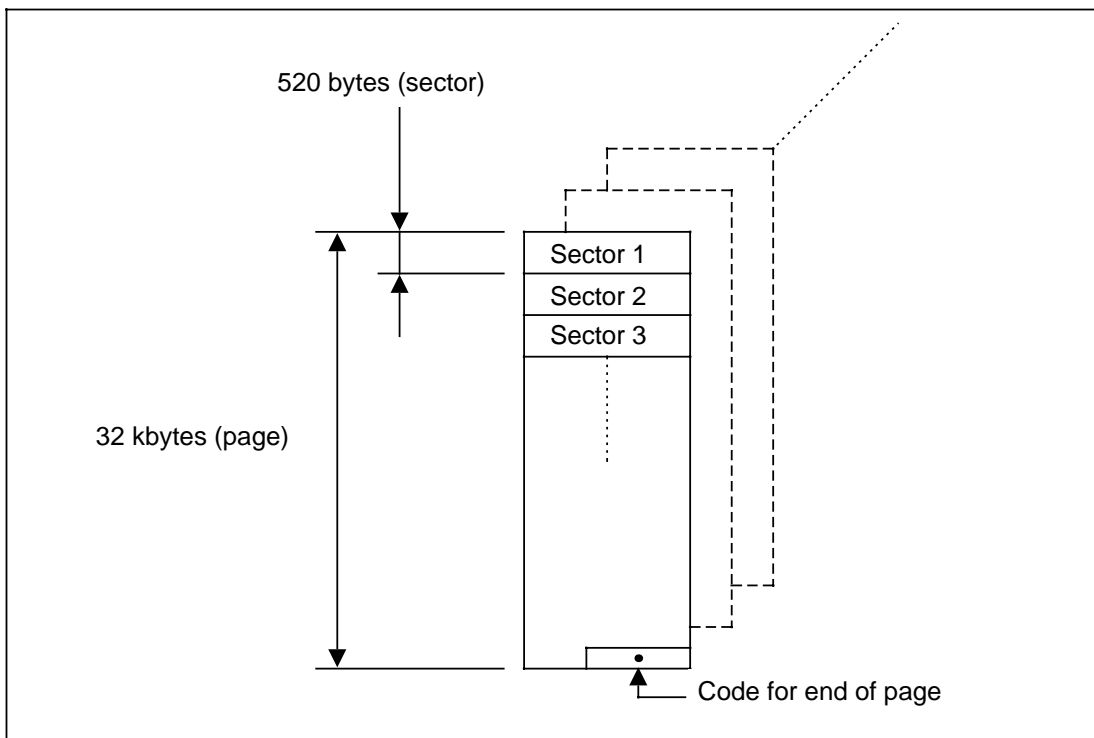 520 bytes (sector)
Sector 1
Sector 2
Sector 3
32 kbytes (page)
Code for end of page